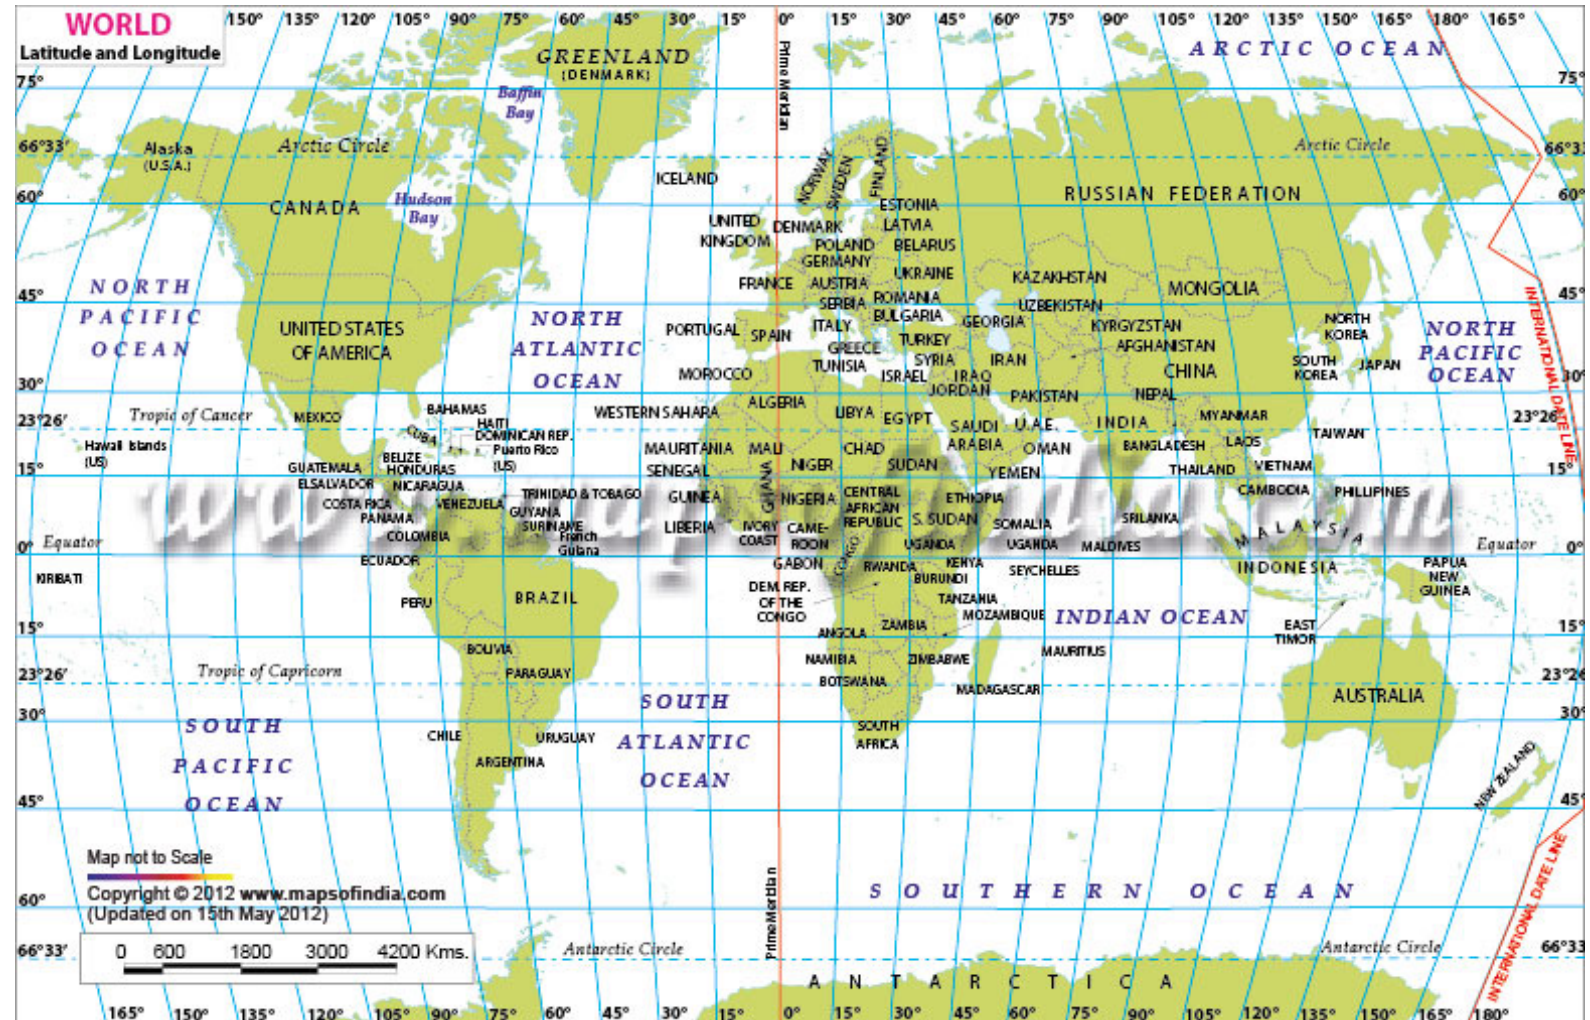 WORLD
Latitude and Longitude
150° 135° 120° 105° 90° 75° 60° 45° 30° 15° 0° 15° 30° 45° 60° 75° 90° 105° 120° 135° 150° 165° 180° 165°
ARCTIC OCEAN
GREENLAND
(DENMARK)
Prime Meridian
75° 75°
Baffin
Bay
66°33' Arctic Circle Arctic Circle 66°33
Alaska
(U.S.A.)
ICELAND
NORWAY
SWEDEN
FINLAND
60° 60°
CANADA
Hudson
Bay
RUSSIAN FEDERATION
ESTONIA
UNITED
KINGDOM
DENMARK
LATVIA
POLAND
BELARUS
GERMANY
UKRAINE
FRANCE
AUSTRIA
KAZAKHSTAN
MONGOLIA
NORTH
PACIFIC
OCEAN
45° 45°
SERBIA
ROMANIA
BULGARIA
UZBEKISTAN
INTERNATIONAL DATE LINE
UNITED STATES
OF AMERICA
NORTH
ATLANTIC
OCEAN
PORTUGAL
SPAIN
ITALY
GEORGIA
KYRGYZSTAN
NORTH
KOREA
NORTH
PACIFIC
OCEAN
GREECE
TURKEY
AFGHANISTAN
TUNISIA
SYRIA
IRAN
SOUTH
KOREA
JAPAN
MOROCCO
ISRAEL
IRAQ
CHINA
30° 30°
JORDAN
PAKISTAN
NEPAL
23°26' Tropic of Cancer 23°26'
MEXICO
BAHAMAS
HAITI
CUBA
DOMINICAN REP.
Puerto Rico
(US)
WESTERN SAHARA
ALGERIA
LIBYA
EGYPT
SAUDI
ARABIA
U.A.E.
INDIA
MYANMAR
Hawaii Islands
(US)
BELIZE
MAURITANIA
MALI
CHAD
OMAN
BANGLADESH
LAOS
TAIWAN
GUATEMALA
HONDURAS
SENEGAL
NIGER
SUDAN
YEMEN
THAILAND
VIETNAM
15° 15°
ELSALVADOR
NICARAGUA
COSTA RICA
VENEZUELA
TRINIDAD & TOBAGO
GUINEA
GHANA
NIGERIA
CENTRAL
AFRICAN
REPUBLIC
ETHIOPIA
CAMBODIA
PHILLIPINES
PANAMA
GUYANA
SURINAME
French
Guiana
COLOMBIA
LIBERIA
IVORY
COAST
CAME-
ROON
S. SUDAN
SOMALIA
SRILANKA
MALAYSIA
0° Equator Equator 0°
UGANDA
UGANDA
MALDIVES
ECUADOR
GABON
CONGO
RWANDA
KENYA
SEYCHELLES
INDONESIA
PAPUA
NEW
GUINEA
KIRIBATI
BURUNDI
PERU
BRAZIL
DEM. REP.
OF THE
CONGO
TANZANIA
MOZAMBIQUE
INDIAN OCEAN
EAST
TIMOR
15° 15°
ANGOLA
ZAMBIA
BOLIVIA
NAMIBIA
ZIMBABWE
MAURITIUS
23°26' Tropic of Capricorn 23°26'
PARAGUAY
BOTSWANA
MADAGASCAR
AUSTRALIA
30° 30°
SOUTH
PACIFIC
OCEAN
CHILE
URUGUAY
ARGENTINA
SOUTH
ATLANTIC
OCEAN
SOUTH
AFRICA
NEW ZEALAND
45° 45°
Map not to Scale
Copyright © 2012 www.mapsofindia.com
(Updated on 15th May 2012)
SOUTHERN OCEAN
INTERNATIONAL DATE LINE
60° 60°
Prime Meridian
66°33' Antarctic Circle Antarctic Circle 66°33
0 600 1800 3000 4200 Kms.
ANTARCTICA
165° 150° 135° 120° 105° 90° 75° 60° 45° 30° 15° 0° 15° 30° 45° 60° 75° 90° 105° 120° 135° 150° 165° 180°